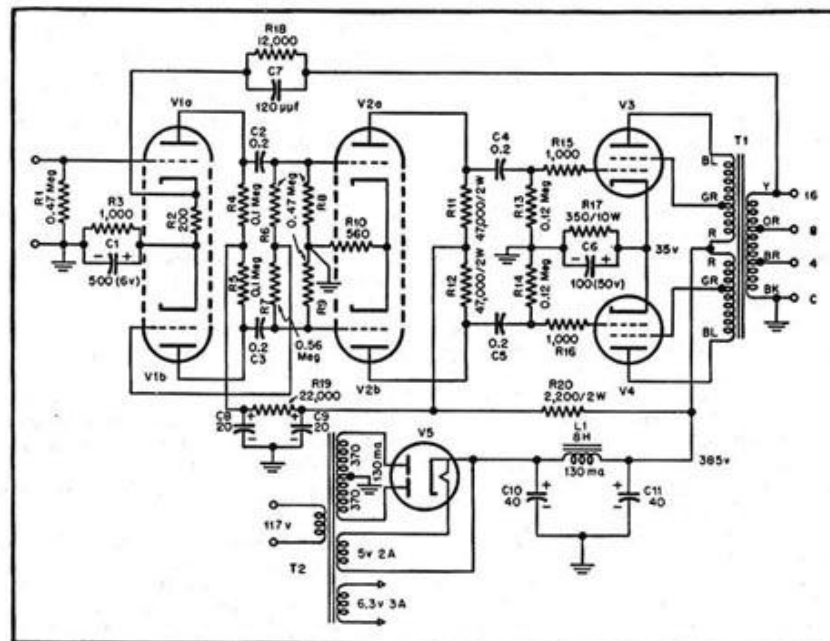 R18
12,000
C7
120 µµf
V1a
V2a
V3
T1
C2
0.2
C4
0.2
R15
1,000
BL
Y
16
R1
0.47 Meg
R3
1,000
C1
500 (6v)
R2
200
R4
0.1 Meg
R6
0.47 Meg
R8
R10
560
R11
47,000/2W
R13
0.12 Meg
R17
350/10W
C6
100(50v)
35v
GR
R
R
GR
OR
8
BR
4
BK
C
R5
0.1 Meg
R7
R9
R12
47,000/2W
R14
0.12 Meg
BL
0.2
C3
0.56
Meg
0.2
C5
1,000
R16
V1b
V2b
V4
R19
22,000
R20
2,200/2W
C8
20
C9
20
V5
L1
8H
130 ma
385v
370
370
130 ma
C10
40
C11
40
117 v
T2
5v 2A
6.3v 3A